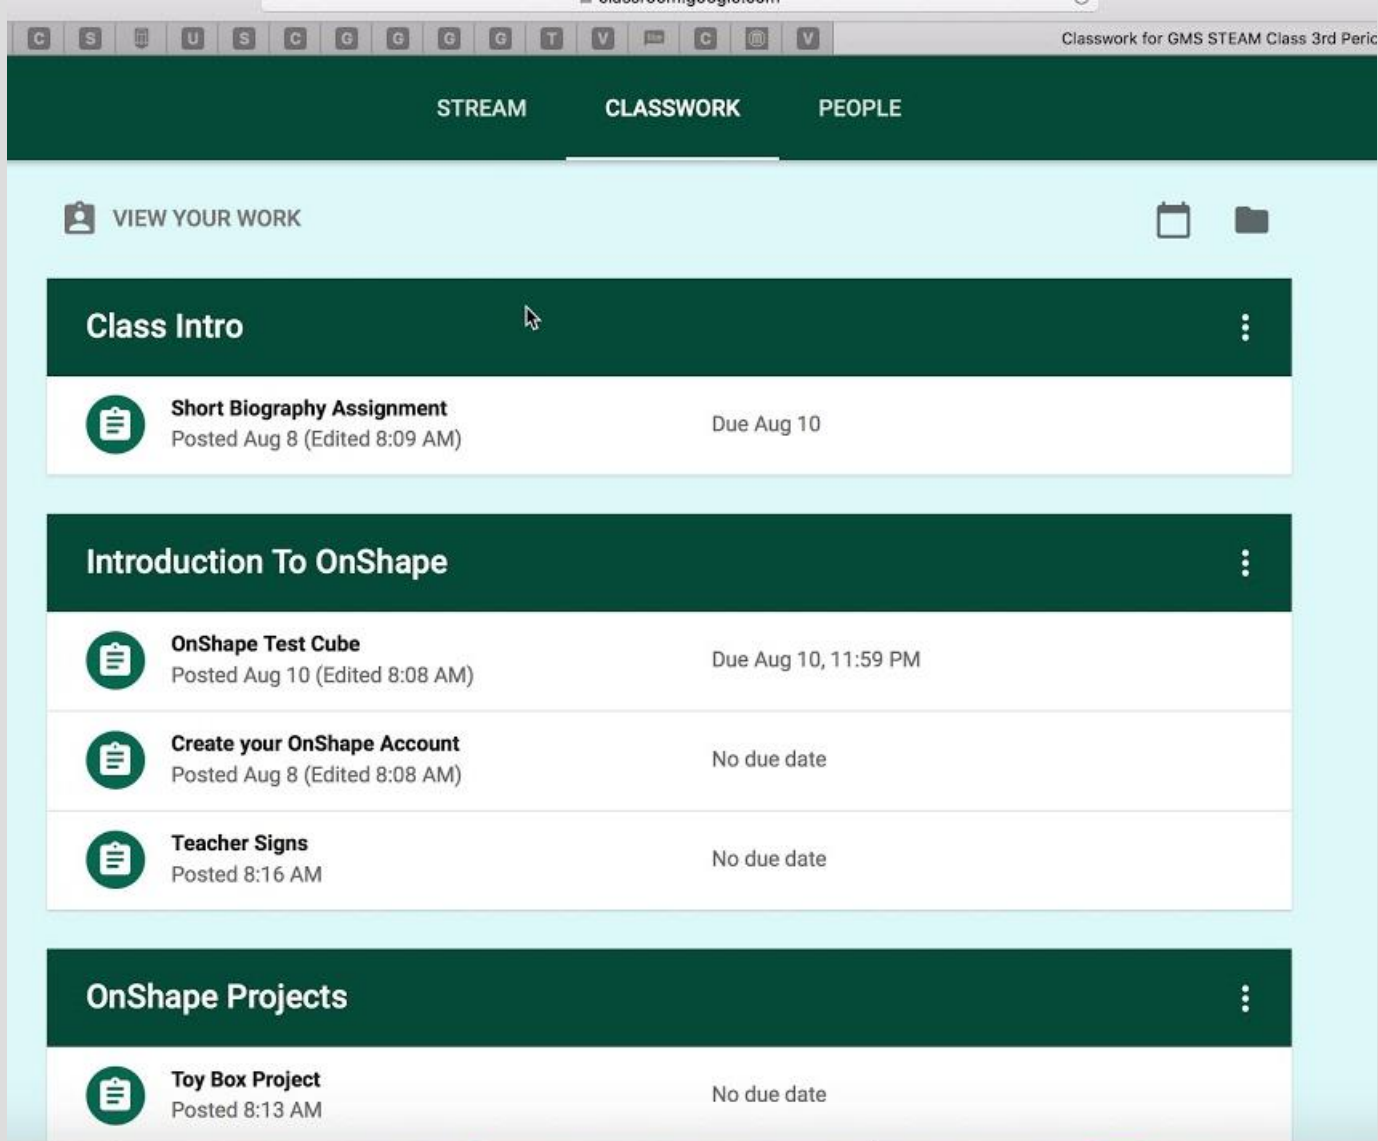 classroom.google.com
C S U S C G G G G T V C V
Classwork for GMS STEAM Class 3rd Perio
STREAM CLASSWORK PEOPLE
VIEW YOUR WORK
Class Intro
Short Biography Assignment
Posted Aug 8 (Edited 8:09 AM)
Due Aug 10
Introduction To OnShape
OnShape Test Cube
Posted Aug 10 (Edited 8:08 AM)
Due Aug 10, 11:59 PM
Create your OnShape Account
Posted Aug 8 (Edited 8:08 AM)
No due date
Teacher Signs
Posted 8:16 AM
No due date
OnShape Projects
Toy Box Project
Posted 8:13 AM
No due date